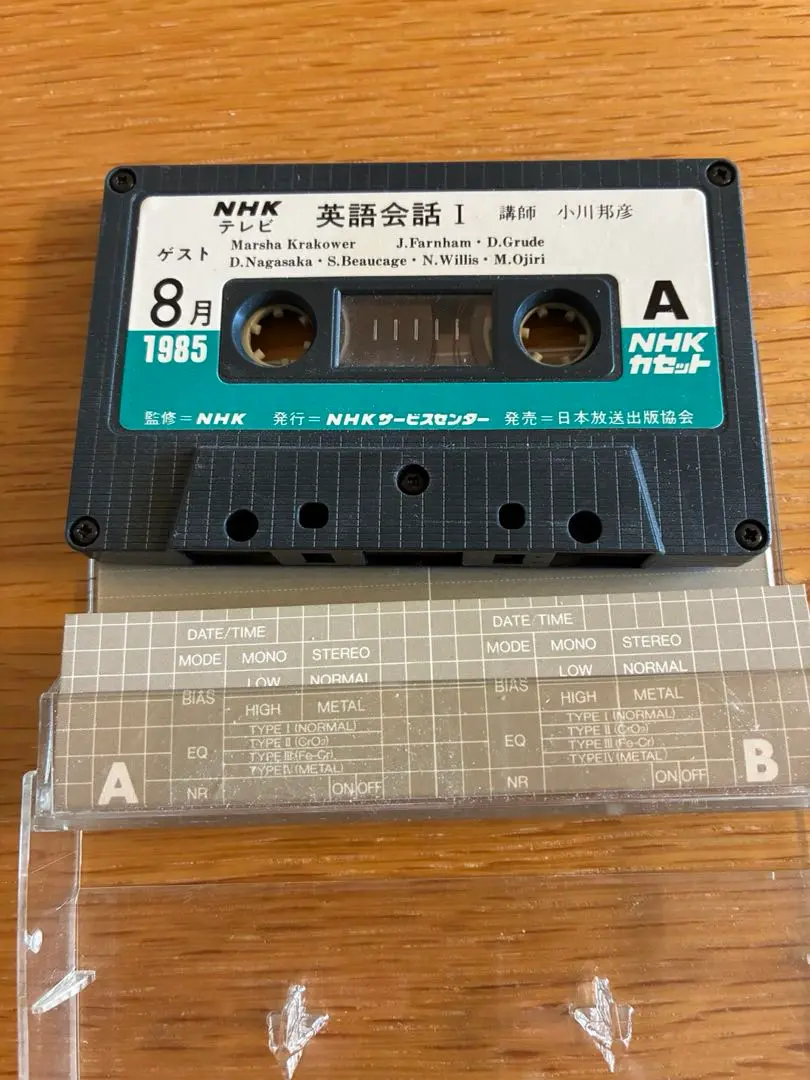 NHK 英語会話 I 講師 小川邦彦
テレビ
ゲスト Marsha Krakower J.Farnham・D.Grude
D.Nagasaka・S.Beaucage・N.Willis・M.Ojiri
8月
1985
A
NHK
カセット
監修=NHK 発行=NHKサービスセンター 発売=日本放送出版協会
DATE/TIME DATE/TIME
MODE MONO STEREO MODE MONO STEREO
BIAS LOW NORMAL BIAS LOW NORMAL
HIGH METAL HIGH METAL
EQ TYPE I (NORMAL) EQ TYPE I (NORMAL)
TYPE II (CrO₂) TYPE II (CrO₂)
TYPE III (Fe-Cr) TYPE III (Fe-Cr)
TYPE IV (METAL) TYPE IV (METAL)
A NR ON OFF NR ON OFF B